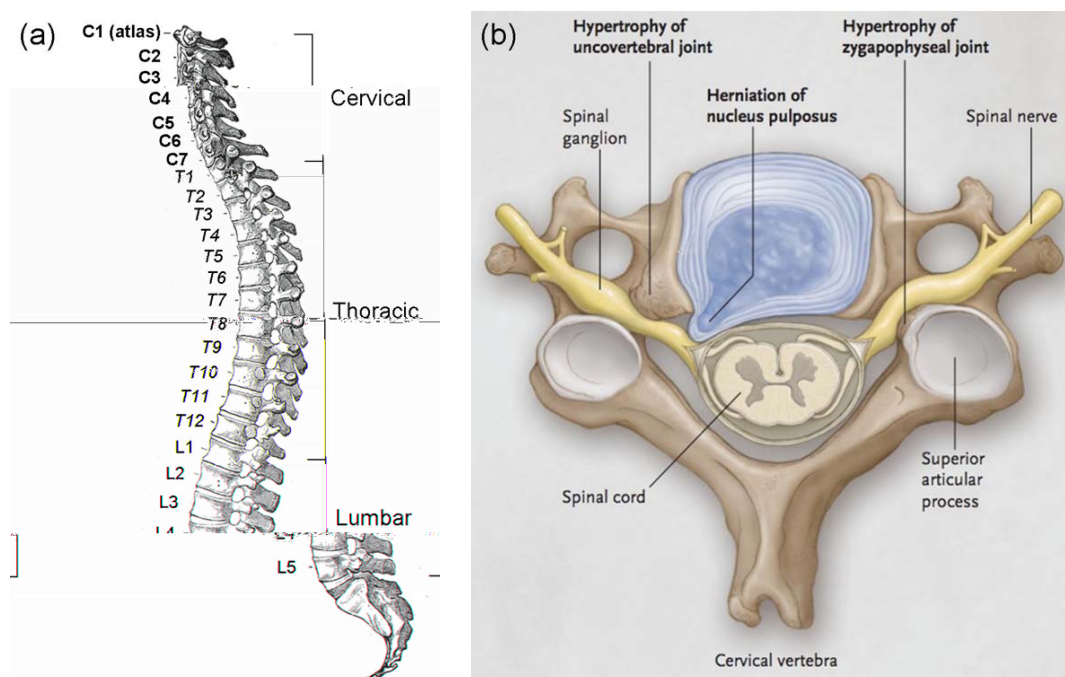 (a)
C1 (atlas)
C2
C3
C4
C5
C6
C7
T1
T2
T3
T4
T5
T6
T7
T8
T9
T10
T11
T12
L1
L2
L3
L4
L5
Cervical
Thoracic
Lumbar
(b)
Hypertrophy of
uncovertebral joint
Hypertrophy of
zygapophyseal joint
Herniation of
nucleus pulposus
Spinal
ganglion
Spinal nerve
Spinal cord
Superior
articular
process
Cervical vertebra